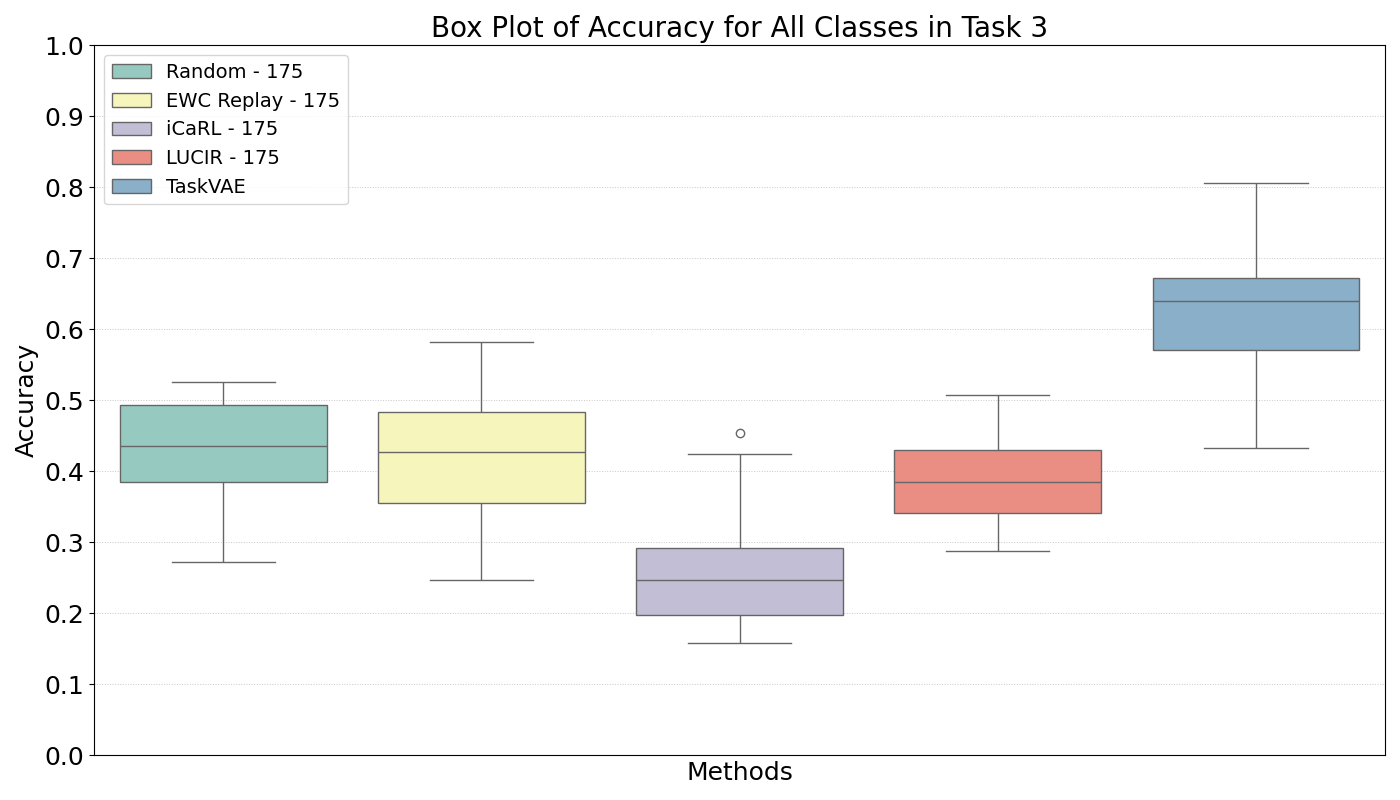 Box Plot of Accuracy for All Classes in Task 3
1.0
0.9
0.8
0.7
0.6
0.5
0.4
0.3
0.2
0.1
0.0
Accuracy
Random - 175
EWC Replay - 175
iCaRL - 175
LUCIR - 175
TaskVAE
Methods